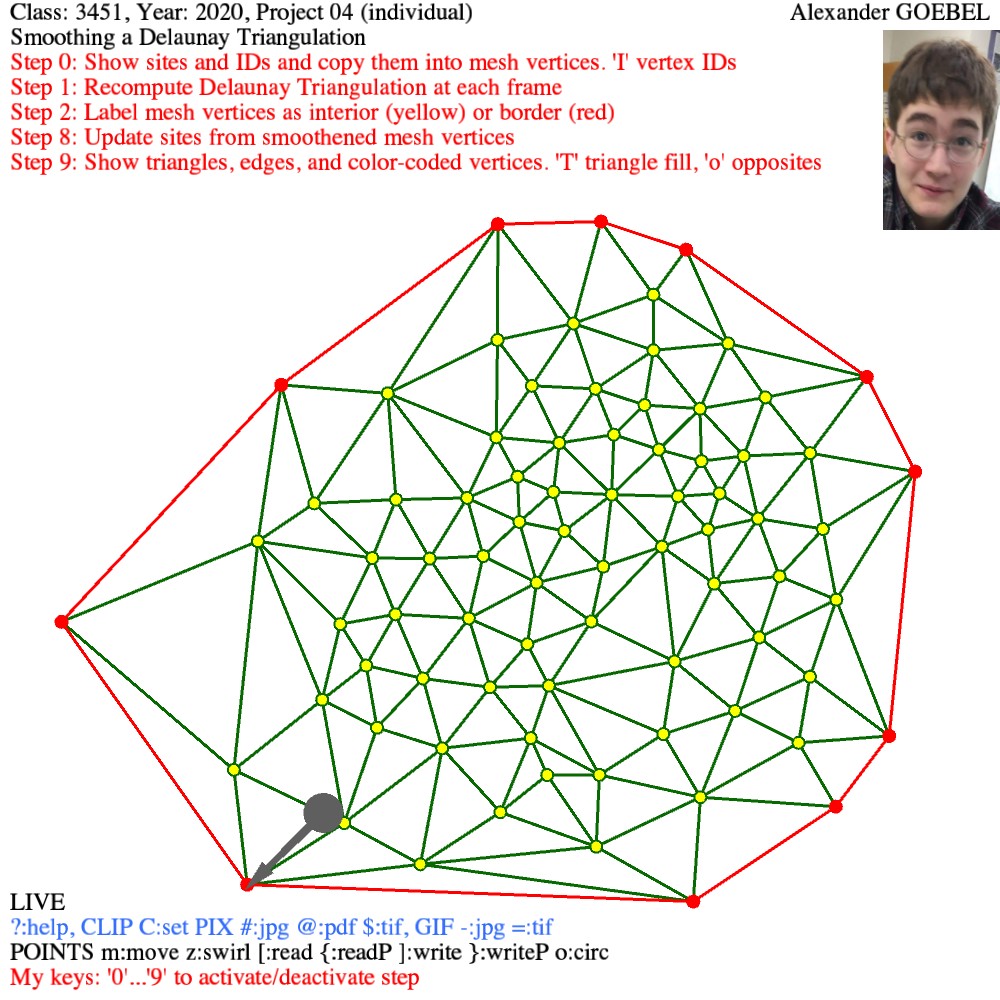 Class: 3451, Year: 2020, Project 04 (individual)
Alexander GOEBEL
Smoothing a Delaunay Triangulation
Step 0: Show sites and IDs and copy them into mesh vertices. 'I' vertex IDs
Step 1: Recompute Delaunay Triangulation at each frame
Step 2: Label mesh vertices as interior (yellow) or border (red)
Step 8: Update sites from smoothened mesh vertices
Step 9: Show triangles, edges, and color-coded vertices. 'T' triangle fill, 'o' opposites
LIVE
?:help, CLIP C:set PIX #:jpg @:pdf $:tif, GIF -:jpg =:tif
POINTS m:move z:swirl [:read {:readP ]:write }:writeP o:circ
My keys: '0'...'9' to activate/deactivate step